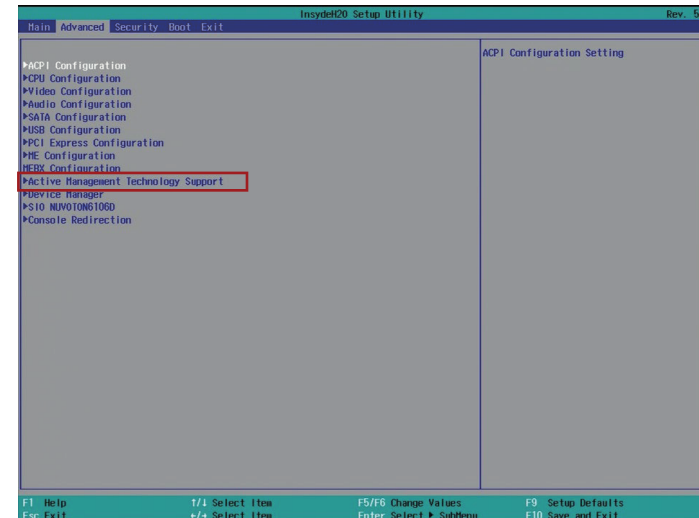 InsydeH20 Setup Utility Rev. 5
Main Advanced Security Boot Exit
▶ACPI Configuration
ACPI Configuration Setting
▶CPU Configuration
▶Video Configuration
▶Audio Configuration
▶SATA Configuration
▶USB Configuration
▶PCI Express Configuration
▶ME Configuration
MEBX Configuration
▶Active Management Technology Support
▶Device Manager
▶SIO NUVOTON6106D
▶Console Redirection
F1 Help ↑/↓ Select Item F5/F6 Change Values F9 Setup Defaults
Esc Exit ←/→ Select Item Enter Select ▶ SubMenu F10 Save and Exit